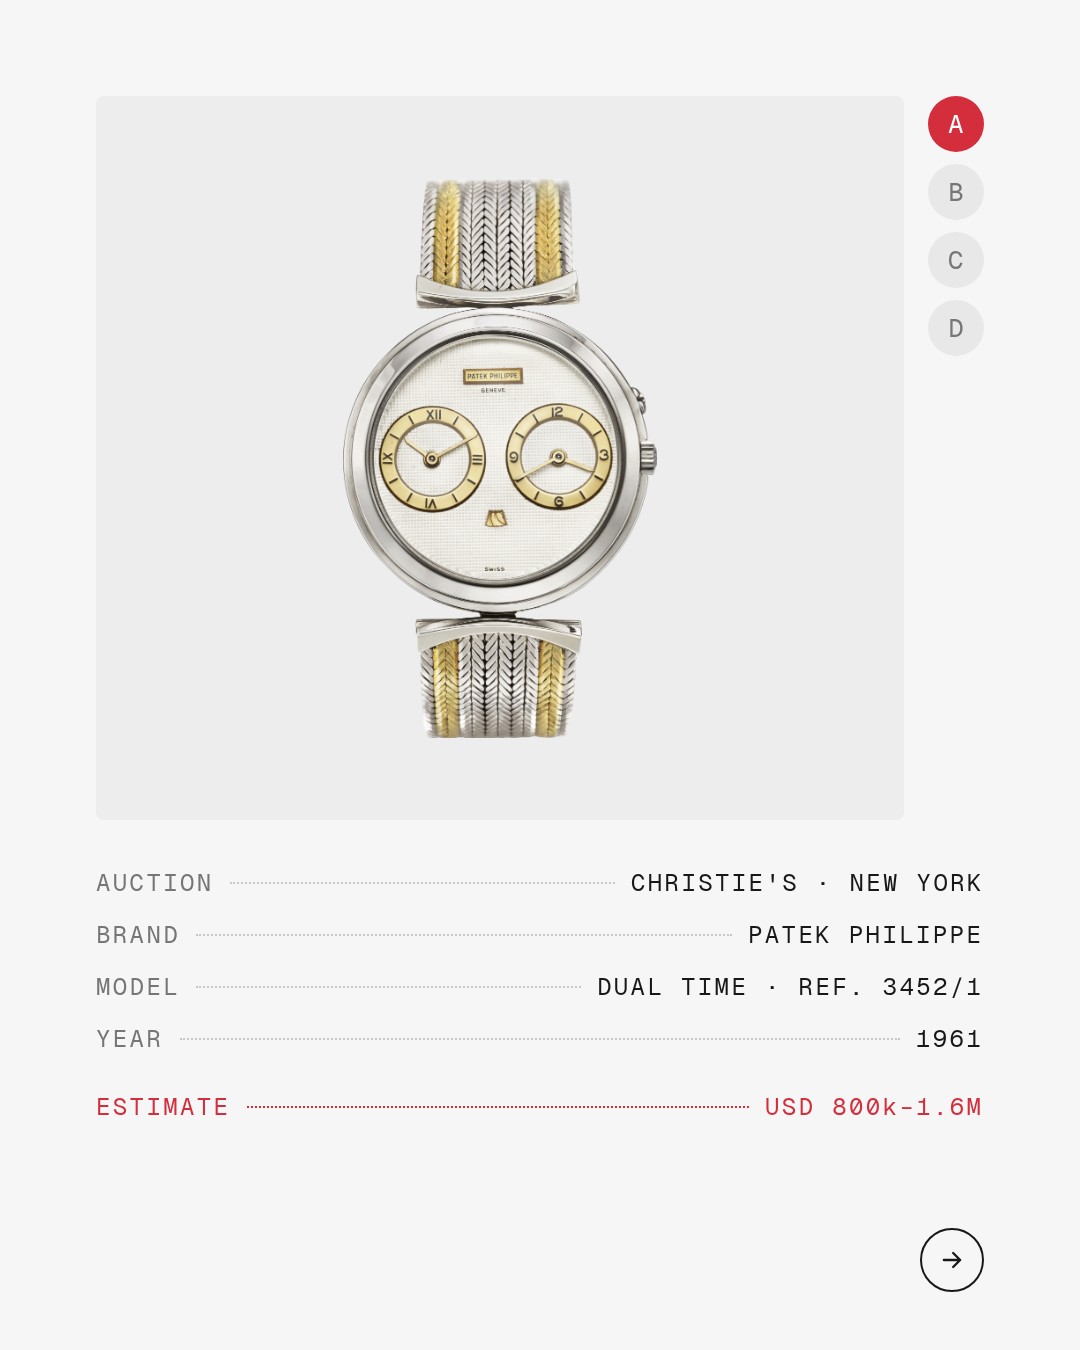 A
B
C
D
PATEK PHILIPPE
GENEVE
XII
III
VI
IX
12
3
6
9
SWISS
AUCTION CHRISTIE'S · NEW YORK
BRAND PATEK PHILIPPE
MODEL DUAL TIME · REF. 3452/1
YEAR 1961
ESTIMATE USD 800k–1.6M